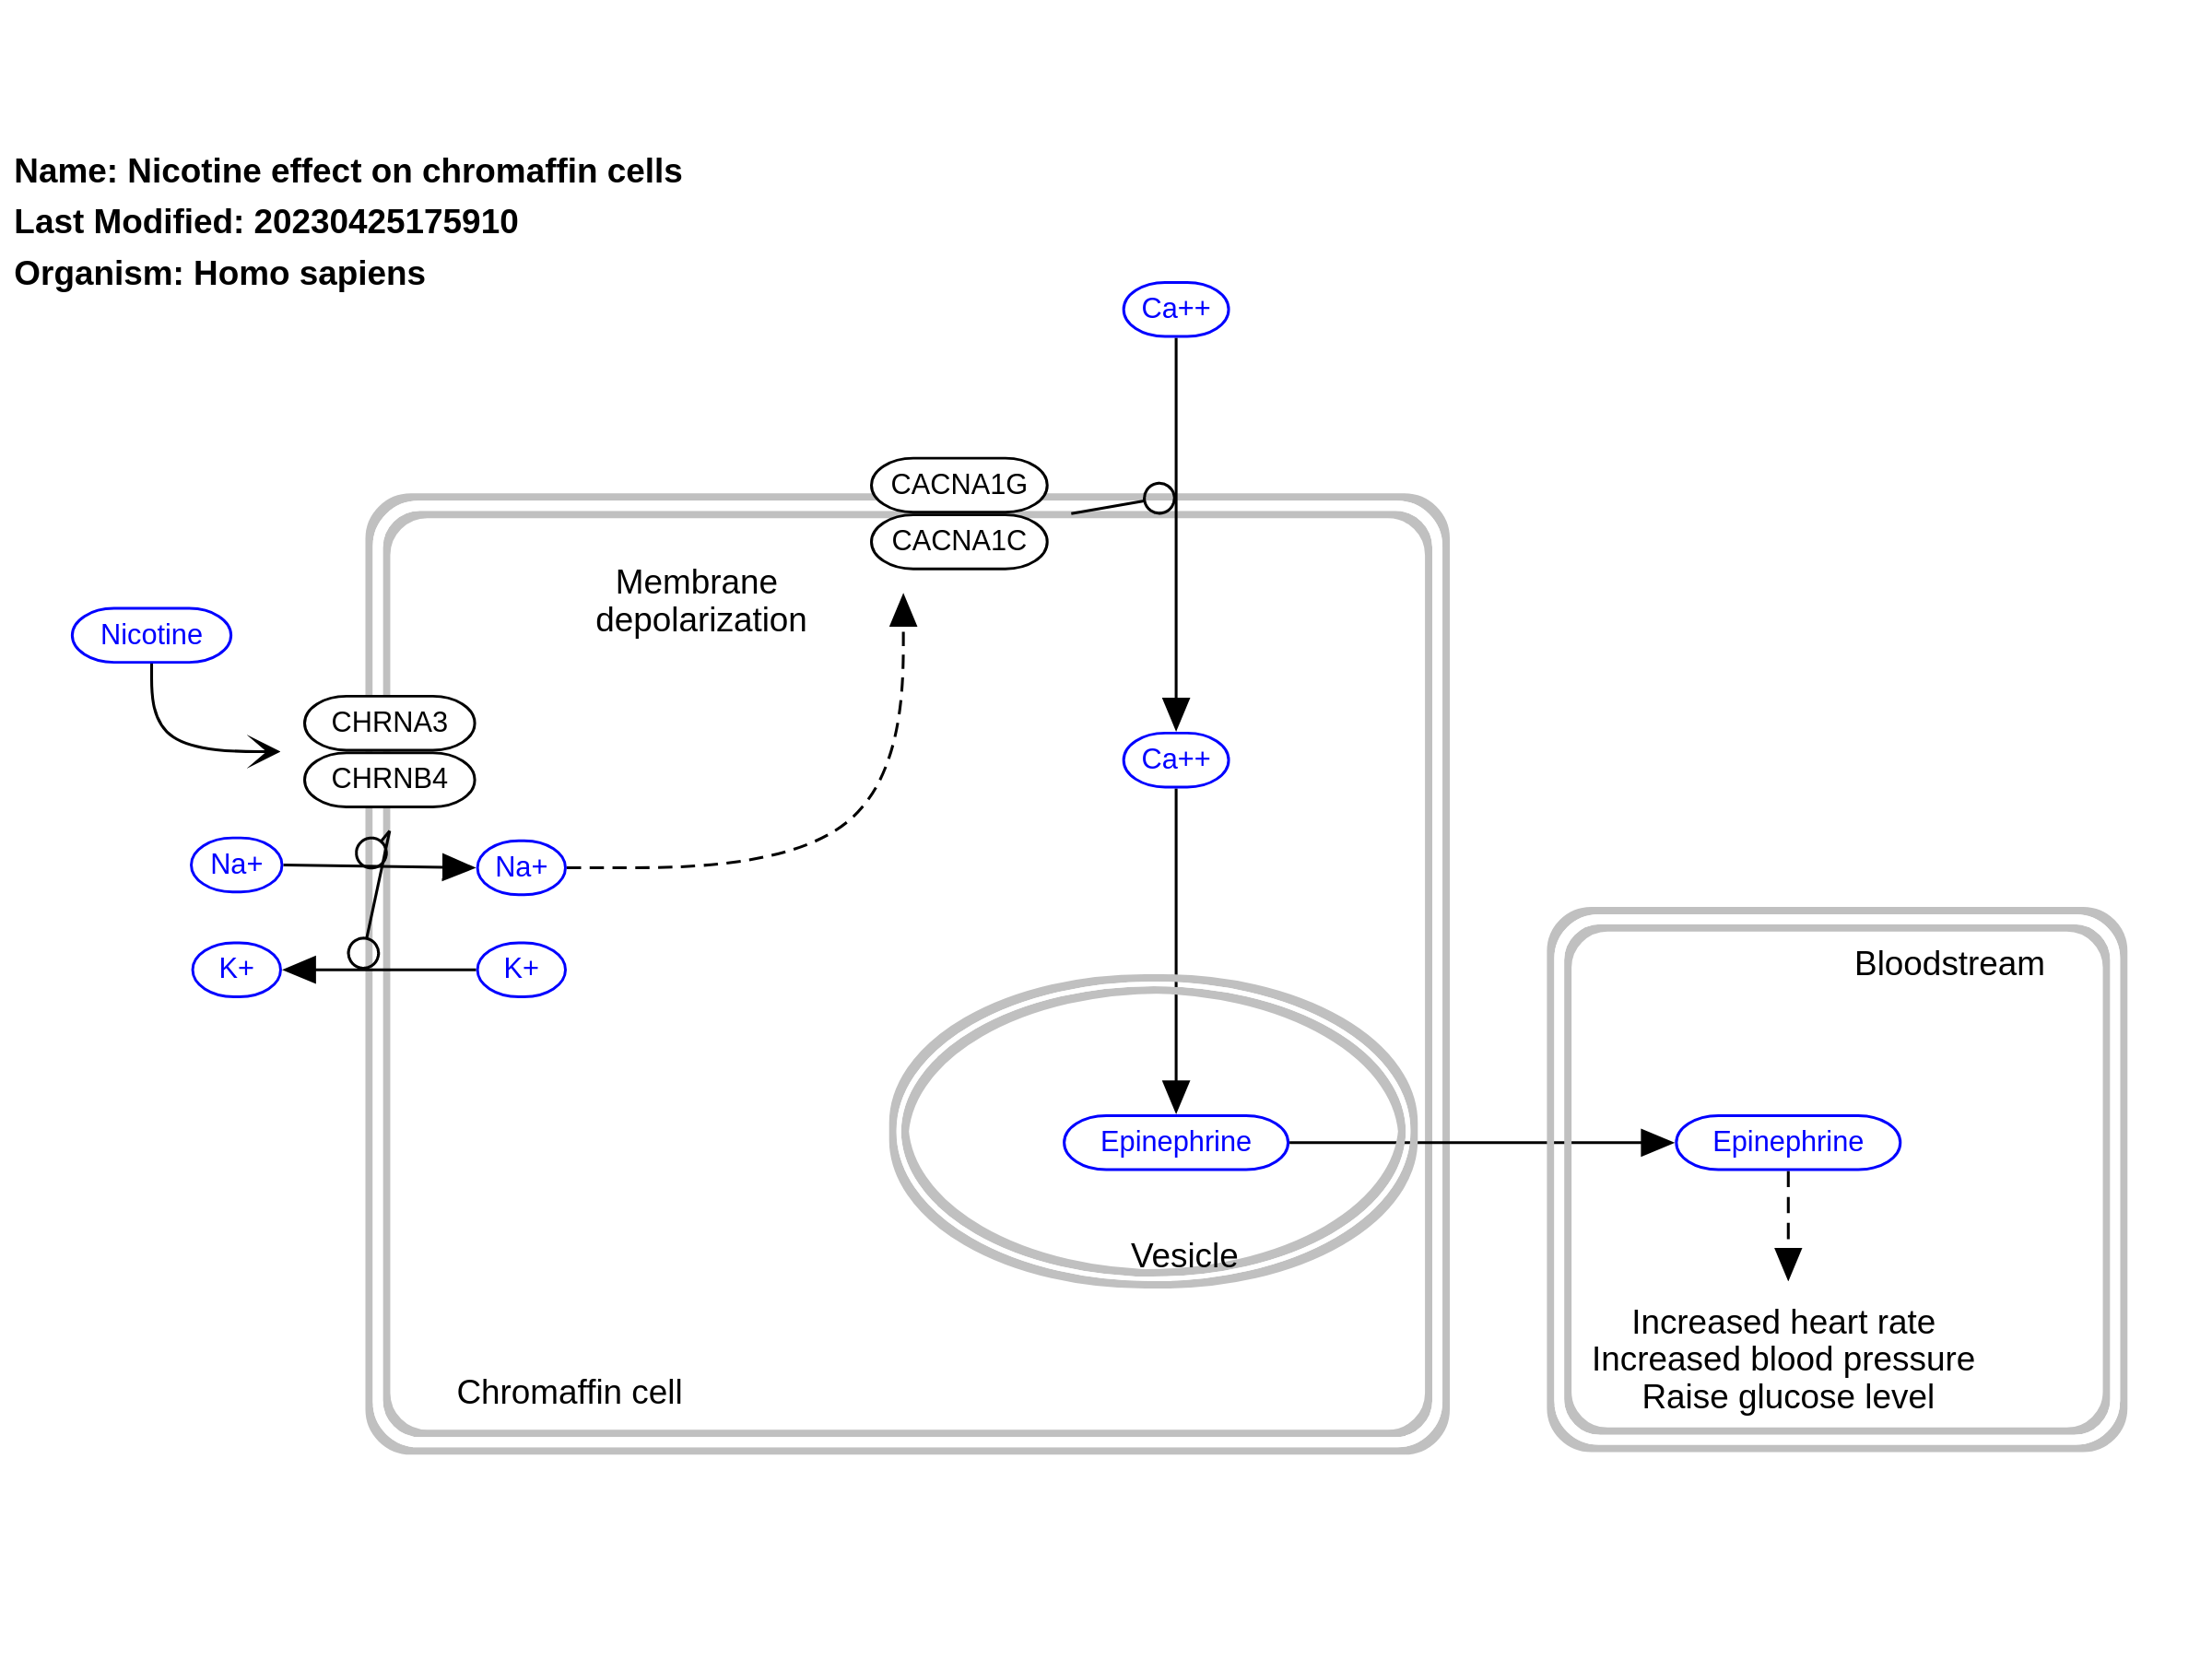 Name: Nicotine effect on chromaffin cells
Last Modified: 20230425175910
Organism: Homo sapiens
Ca++
CACNA1G
CACNA1C
Membrane
depolarization
Nicotine
CHRNA3
CHRNB4
Ca++
Na+
Na+
K+
K+
Bloodstream
Epinephrine
Epinephrine
Vesicle
Increased heart rate
Increased blood pressure
Raise glucose level
Chromaffin cell